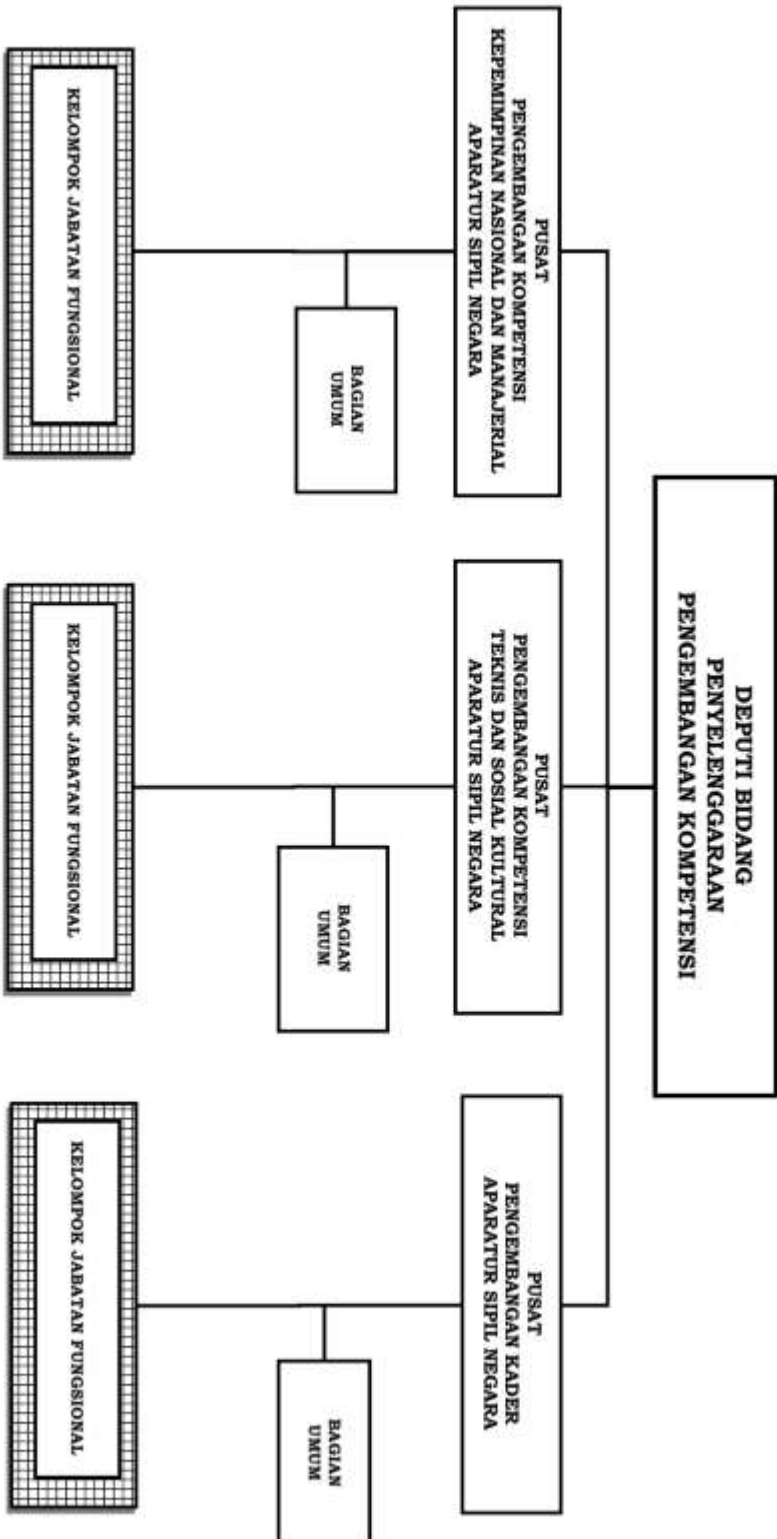 DEPUTI BIDANG
PENYELENGGARAAN
PENGEMBANGAN KOMPETENSI
PUSAT
PENGEMBANGAN KOMPETENSI
KEPEMIMPINAN NASIONAL DAN MANAJERIAL
APARATUR SIPIL NEGARA
PUSAT
PENGEMBANGAN KOMPETENSI
TEKNIS DAN SOSIAL KULTURAL
APARATUR SIPIL NEGARA
PUSAT
PENGEMBANGAN KADER
APARATUR SIPIL NEGARA
BAGIAN
UMUM
BAGIAN
UMUM
BAGIAN
UMUM
KELOMPOK JABATAN FUNGSIONAL
KELOMPOK JABATAN FUNGSIONAL
KELOMPOK JABATAN FUNGSIONAL